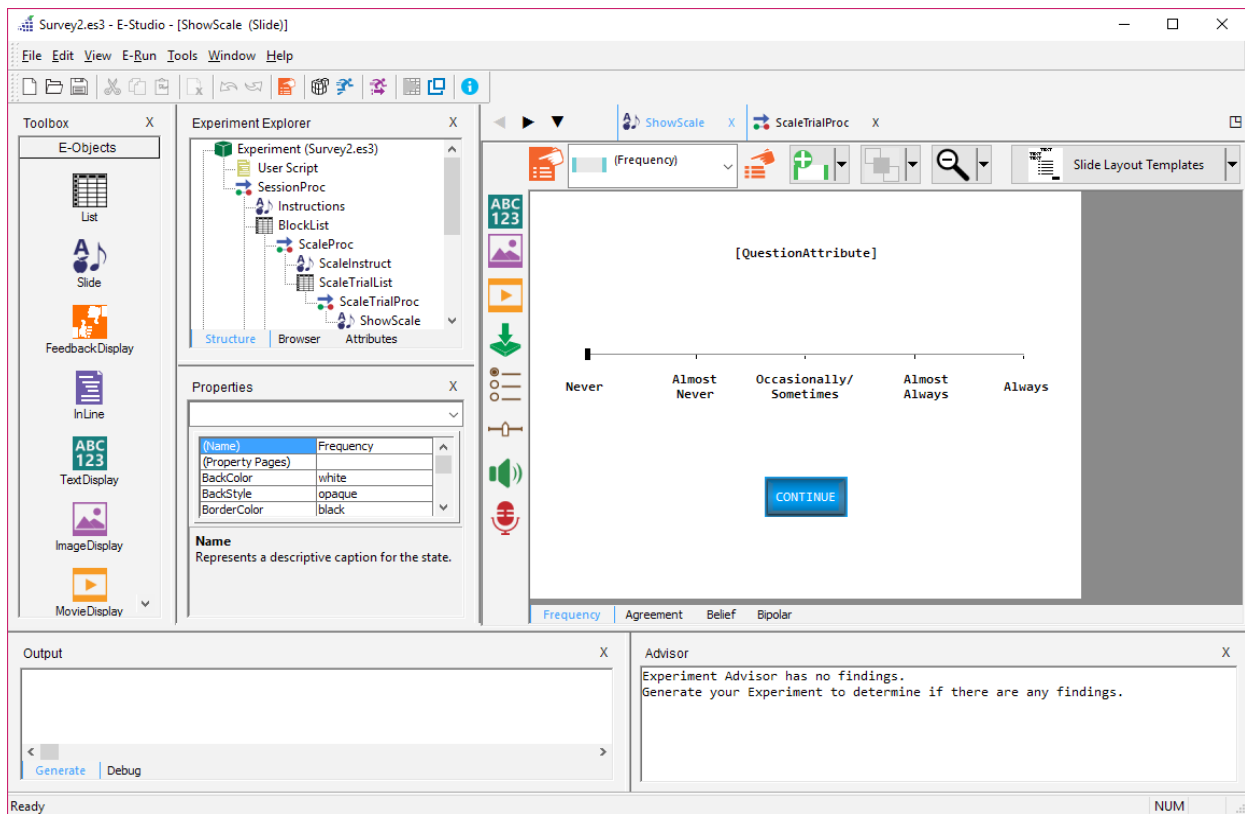 Survey2.es3 - E-Studio - [ShowScale (Slide)]
File Edit View E-Run Tools Window Help
Toolbox X
E-Objects
List
Slide
FeedbackDisplay
InLine
ABC
123
TextDisplay
ImageDisplay
MovieDisplay
Experiment Explorer X
Experiment (Survey2.es3)
User Script
SessionProc
Instructions
BlockList
ScaleProc
ScaleInstruct
ScaleTrialList
ScaleTrialProc
ShowScale
Structure Browser Attributes
Properties X
(Name) Frequency
(Property Pages)
BackColor white
BackStyle opaque
BorderColor black
Name
Represents a descriptive caption for the state.
ShowScale X ScaleTrialProc X
(Frequency) Slide Layout Templates
ABC
123
[QuestionAttribute]
Never
Almost
Never
Occasionally/
Sometimes
Almost
Always
Always
CONTINUE
Frequency Agreement Belief Bipolar
Output X
Generate Debug
Advisor X
Experiment Advisor has no findings.
Generate your Experiment to determine if there are any findings.
Ready NUM